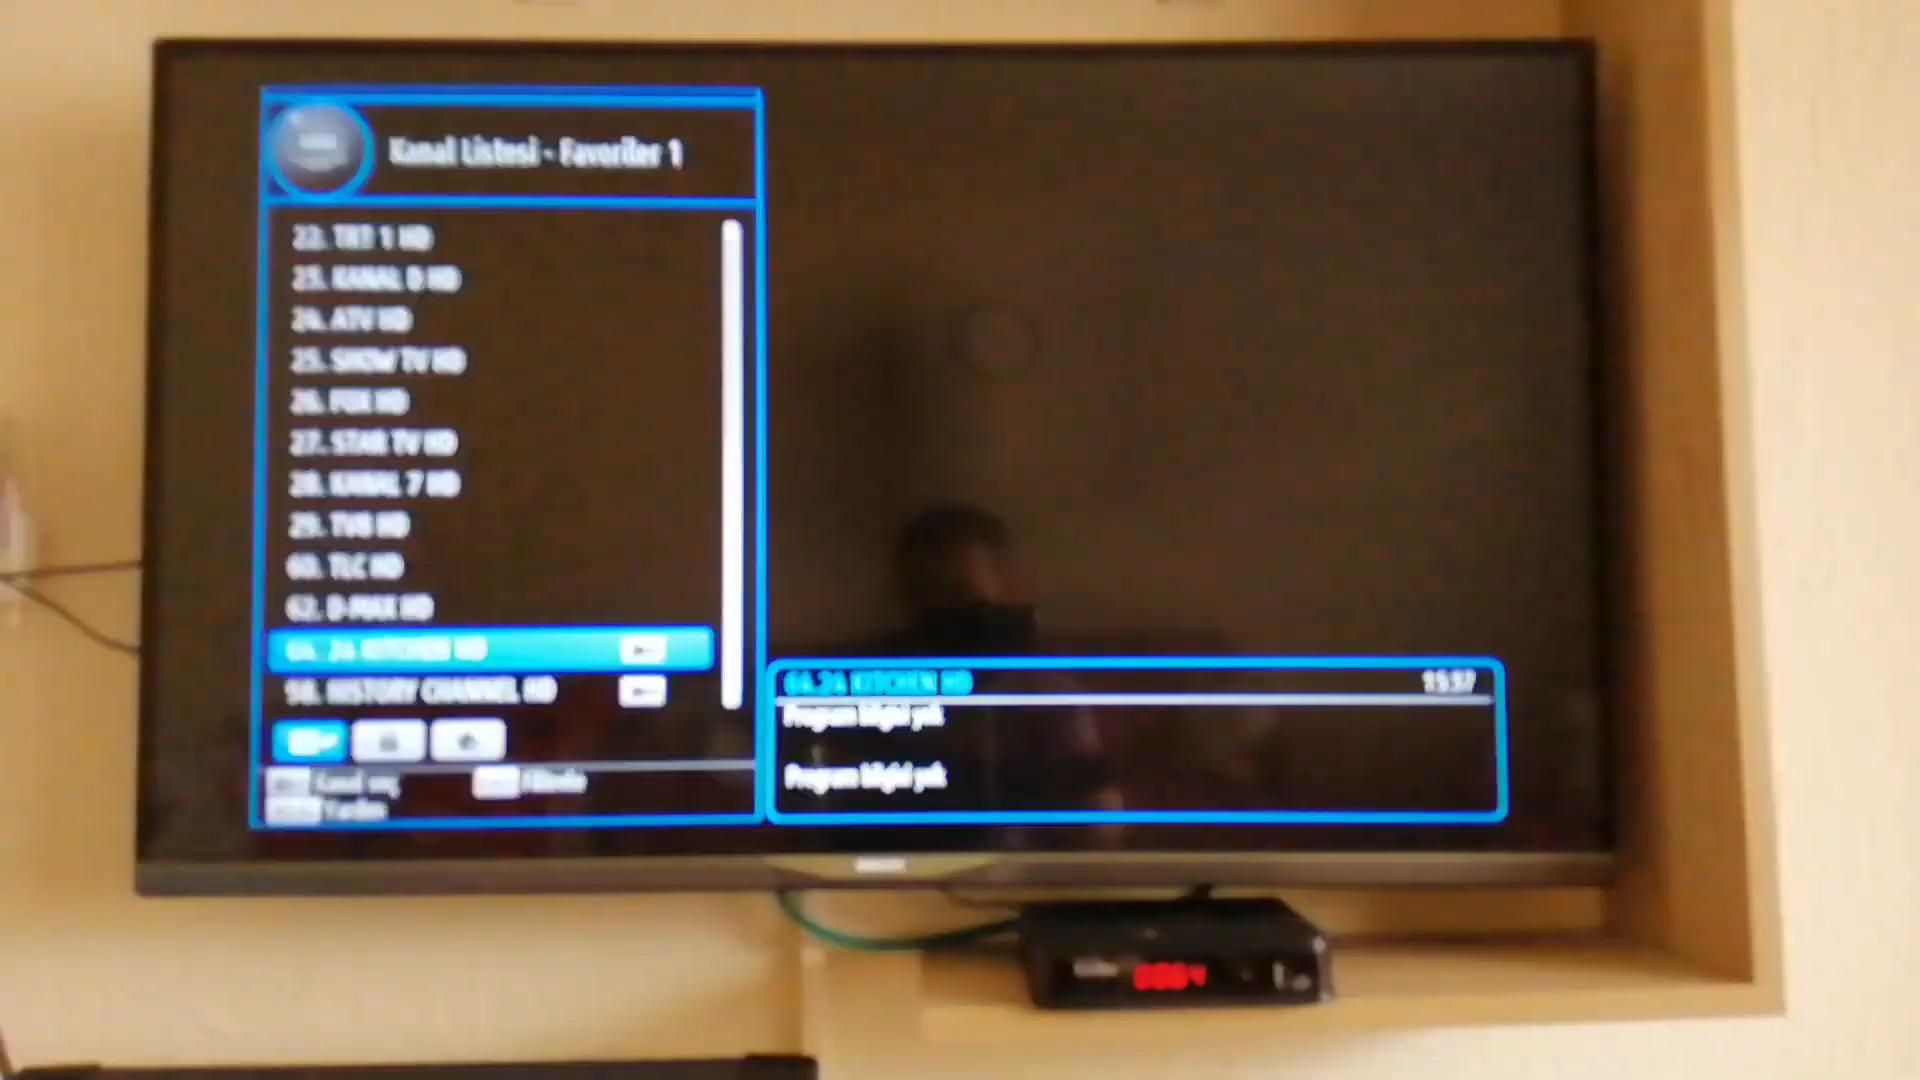 Kanal Listesi - Favoriler 1
22. TRT 1 HD
23. KANAL D HD
24. ATV HD
25. SHOW TV HD
26. FOX HD
27. STAR TV HD
28. KANAL 7 HD
29. TV8 HD
60. TLC HD
62. D-MAX HD
64. 24 KITCHEN HD
98. HISTORY CHANNEL HD
Kanal seç
Yardım
64.24 KITCHEN HD 15:37
Program bilgisi yok
Program bilgisi yok